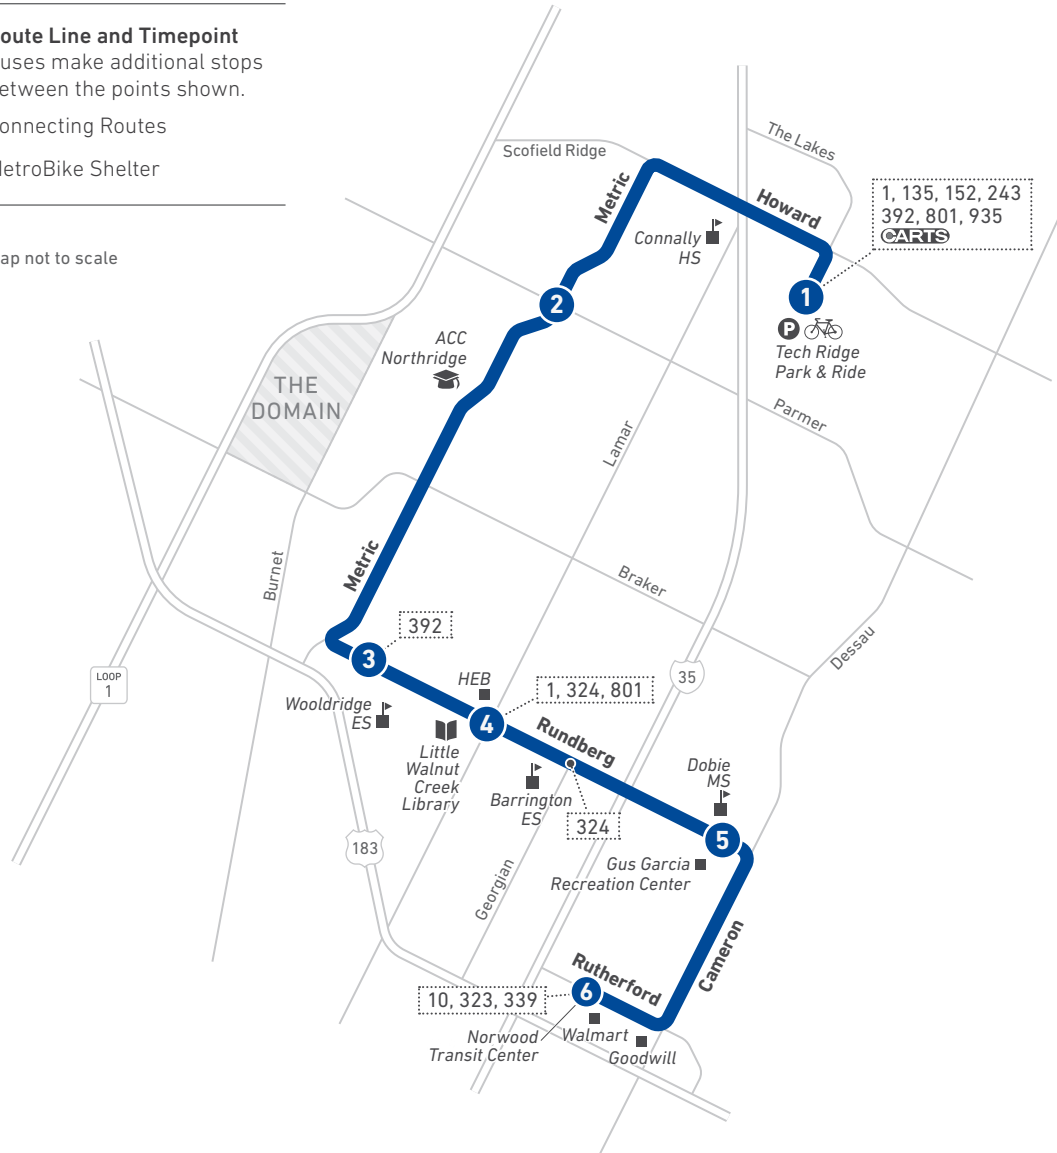 oute Line and Timepoint
uses make additional stops
etween the points shown.
onnecting Routes
etroBike Shelter
ap not to scale
The Lakes
Scofield Ridge
Metric
Howard
1, 135, 152, 243
392, 801, 935
CARTS
Connally
HS
1
2
P
Tech Ridge
Park & Ride
ACC
Northridge
THE
DOMAIN
Parmer
Lamar
Metric
Burnet
Braker
392
Dessau
3
LOOP
1
35
HEB
1, 324, 801
Wooldridge
ES
4
Rundberg
Little
Walnut
Creek
Library
Barrington
ES
Dobie
MS
324
5
183
Gus Garcia
Recreation Center
Georgian
Cameron
Rutherford
6
10, 323, 339
Norwood
Transit Center
Walmart
Goodwill